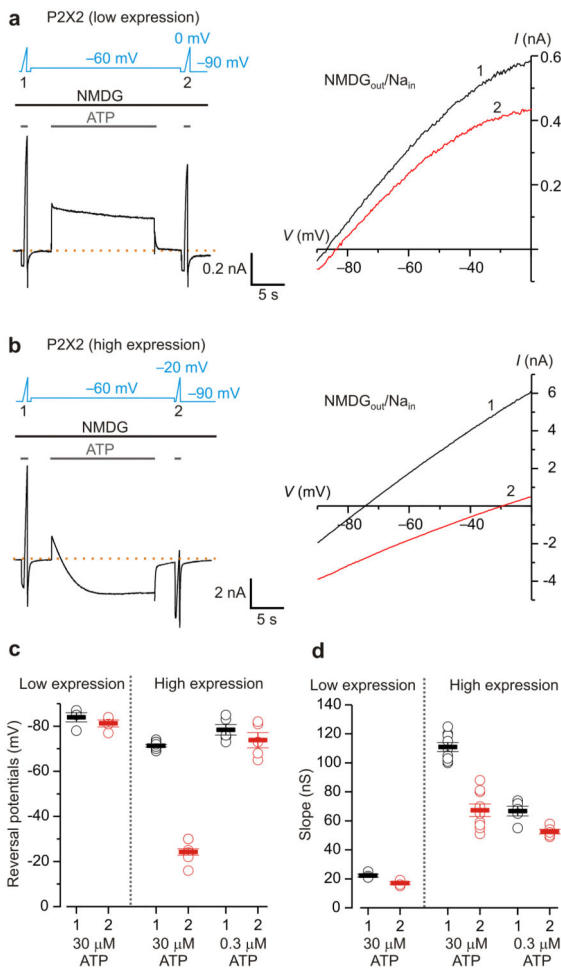 a P2X2 (low expression)
0 mV
−60 mV
−90 mV
1 2
NMDG
ATP
0.2 nA
5 s
I (nA)
0.6
NMDGout/Nain
1
2
0.4
0.2
V (mV)
−80 −60 −40
b P2X2 (high expression)
−20 mV
−60 mV
−90 mV
1 2
NMDG
ATP
2 nA
5 s
I (nA)
6
NMDGout/Nain
1
4
2
V (mV)
2
−80 −60 −40
-2
-4
c
Low expression High expression
Reversal potentials (mV)
-80
-60
-40
-20
0
1 2 1 2 1 2
30 µM 30 µM 0.3 µM
ATP ATP ATP
d
Low expression High expression
Slope (nS)
140
120
100
80
60
40
20
0
1 2 1 2 1 2
30 µM 30 µM 0.3 µM
ATP ATP ATP